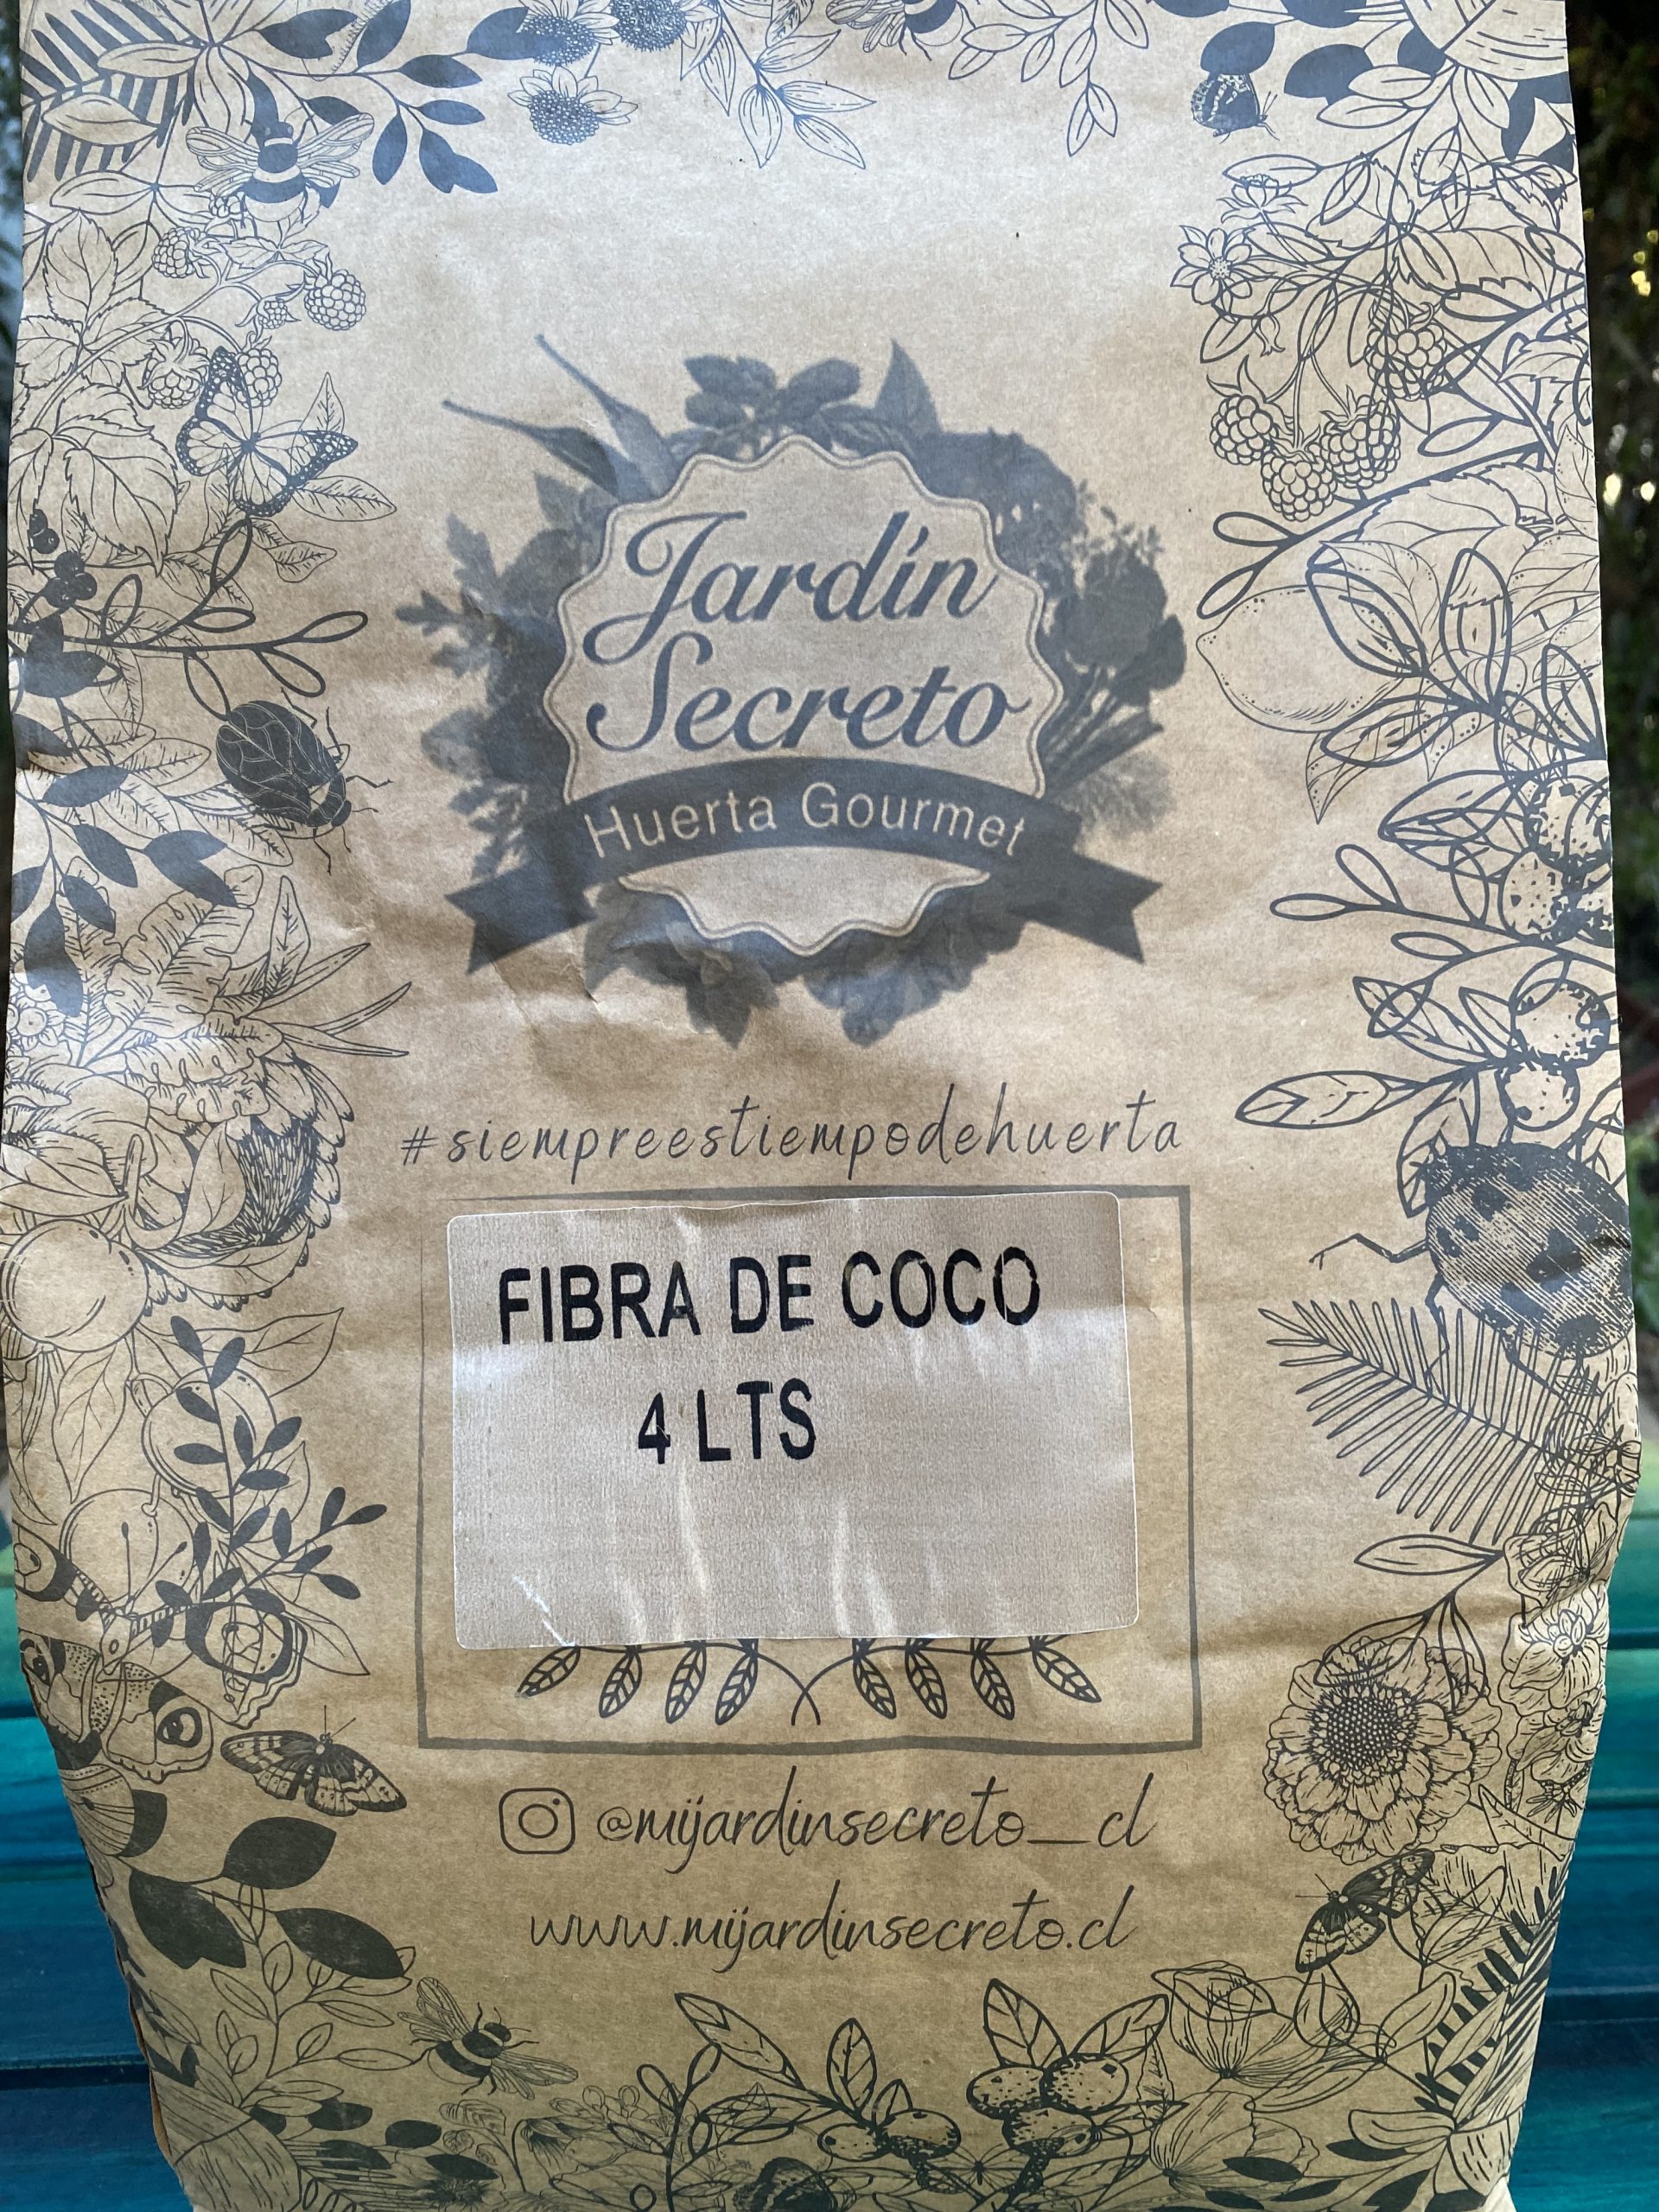 Jardín
Secreto
Huerta Gourmet
#siempreestiempodehuerta
FIBRA DE COCO
4 LTS
@mijardinsecreto_cl
www.mijardinsecreto.cl